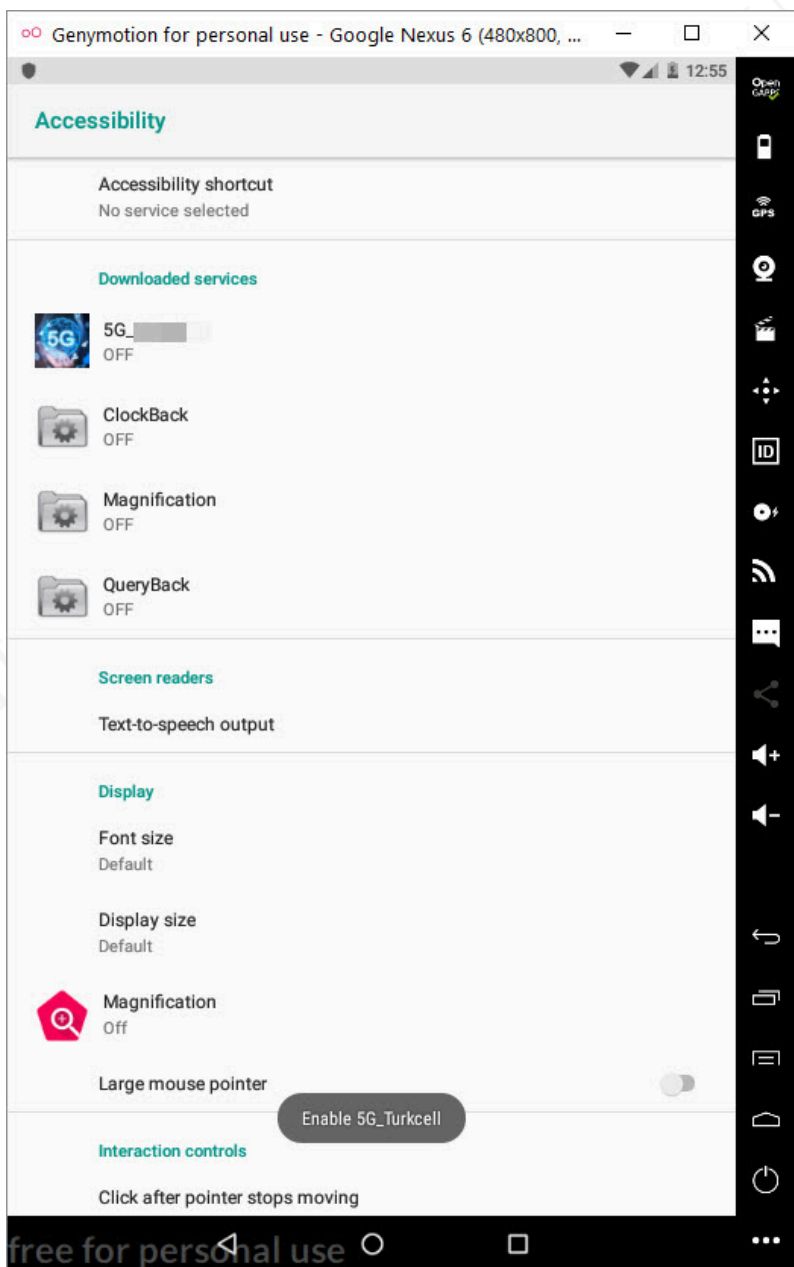 Genymotion for personal use - Google Nexus 6 (480x800, ...
12:55
Open
GAPPS
Accessibility
Accessibility shortcut
No service selected
GPS
Downloaded services
5G
5G_
OFF
ClockBack
OFF
ID
Magnification
OFF
QueryBack
OFF
Screen readers
Text-to-speech output
Display
Font size
Default
Display size
Default
Magnification
Off
Large mouse pointer
Enable 5G_Turkcell
Interaction controls
Click after pointer stops moving
free for personal use